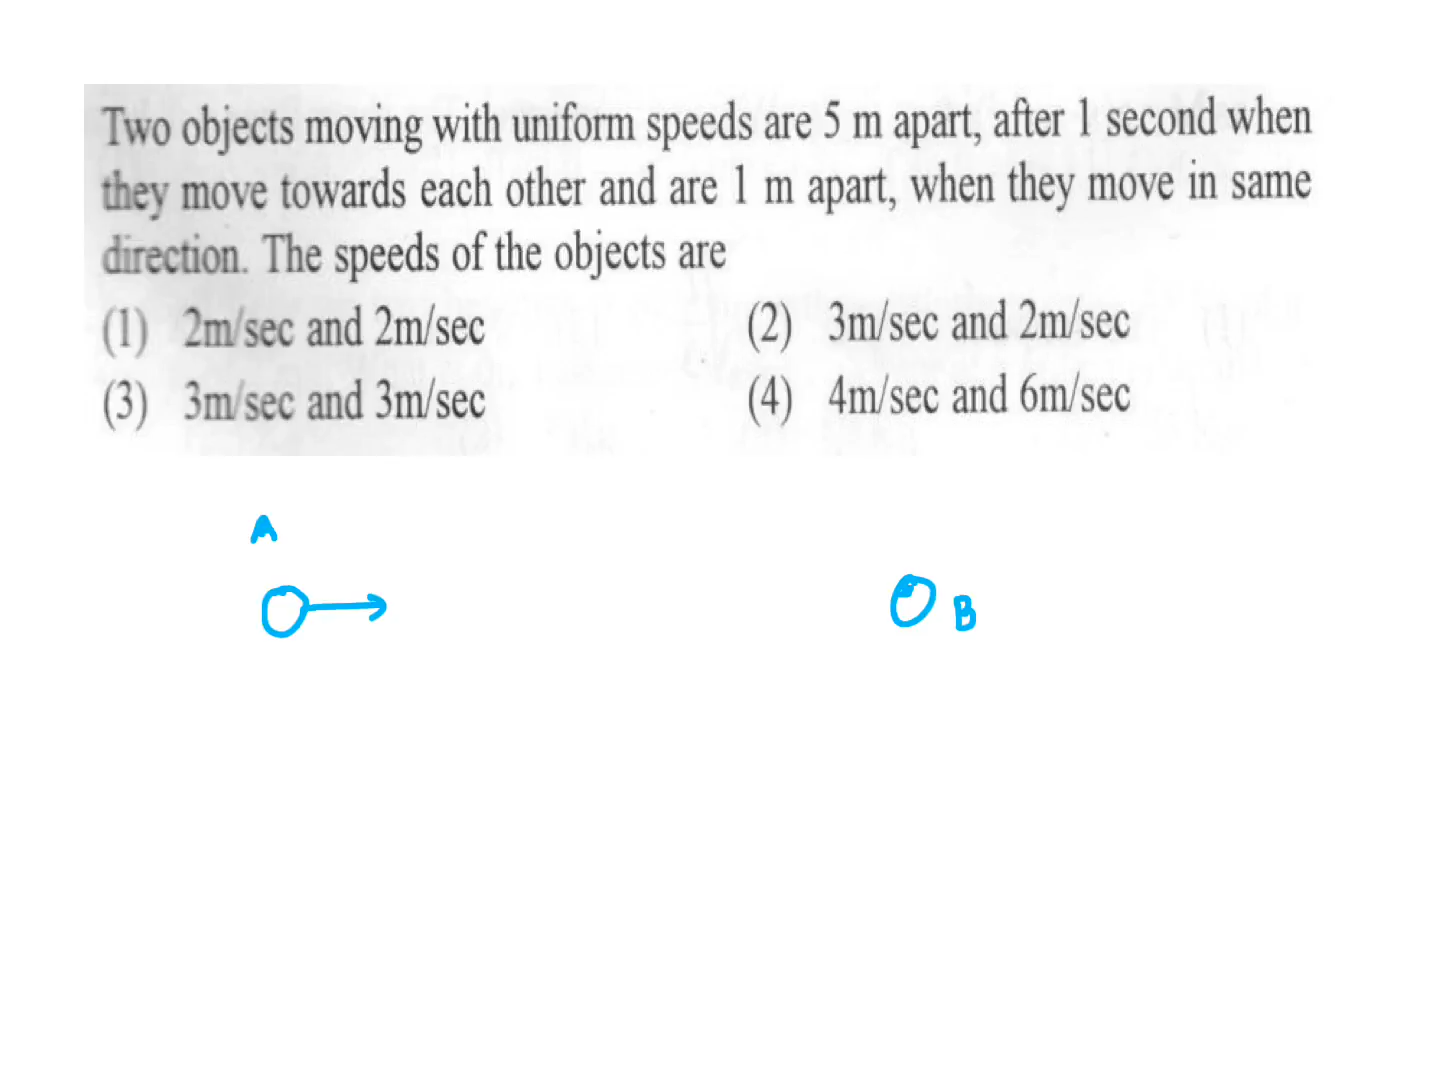 Two objects moving with uniform speeds are 5 m apart, after 1 second when
they move towards each other and are 1 m apart, when they move in same
direction. The speeds of the objects are
(1) 2m/sec and 2m/sec
(2) 3m/sec and 2m/sec
(3) 3m/sec and 3m/sec
(4) 4m/sec and 6m/sec
A
B